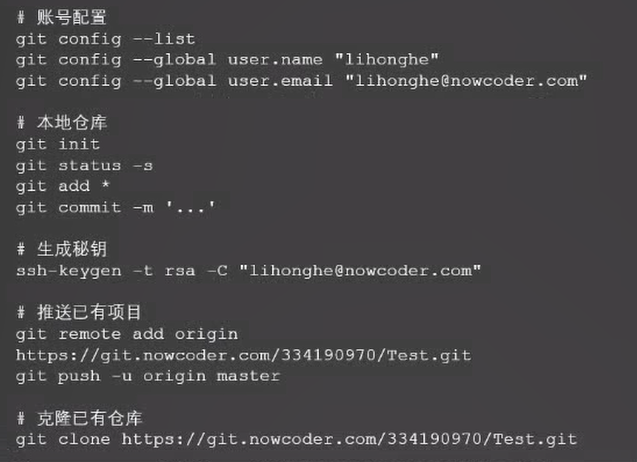 # 账号配置
git config --list
git config --global user.name "lihonghe"
git config --global user.email "lihonghe@nowcoder.com"
# 本地仓库
git init
git status -s
git add *
git commit -m '...'
# 生成秘钥
ssh-keygen -t rsa -C "lihonghe@nowcoder.com"
# 推送已有项目
git remote add origin
https://git.nowcoder.com/334190970/Test.git
git push -u origin master
# 克隆已有仓库
git clone https://git.nowcoder.com/334190970/Test.git